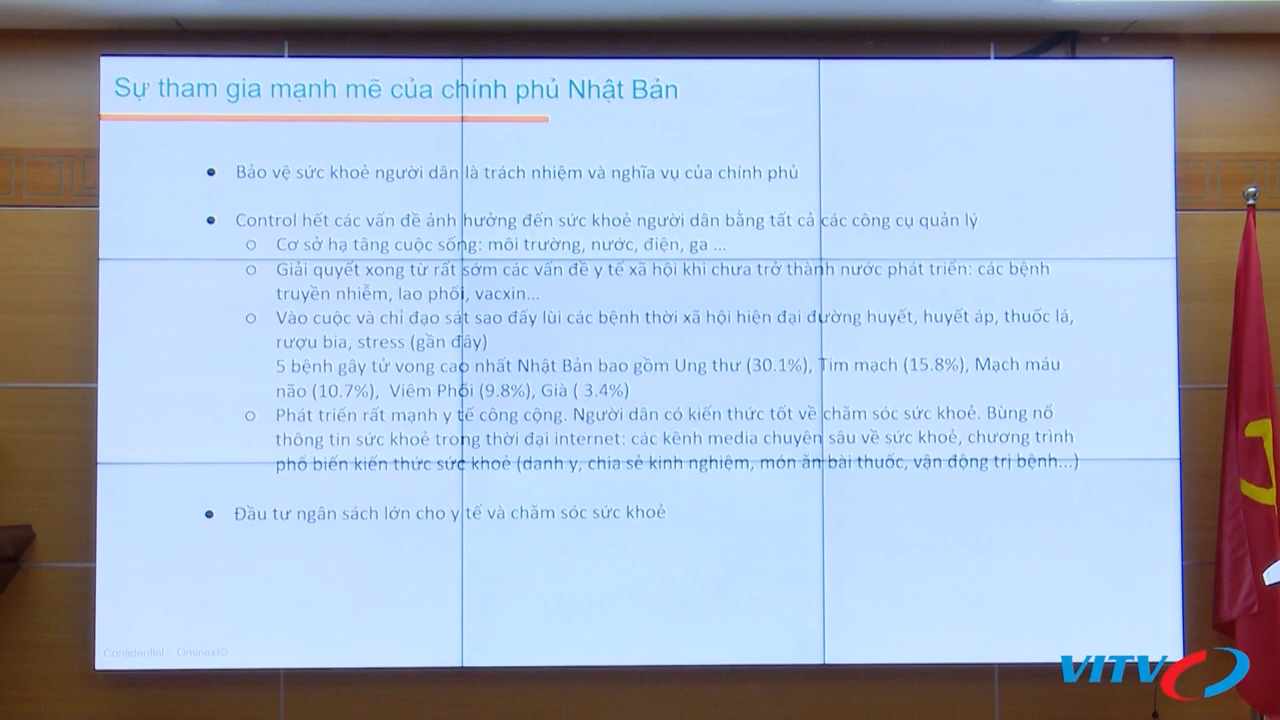 Sự tham gia mạnh mẽ của chính phủ Nhật Bản
● Bảo vệ sức khoẻ người dân là trách nhiệm và nghĩa vụ của chính phủ
● Control hết các vấn đề ảnh hưởng đến sức khoẻ người dân bằng tất cả các công cụ quản lý
○ Cơ sở hạ tâng cuộc sống: môi trường, nước, điện, ga ...
○ Giải quyết xong từ rất sớm các vấn đề y tế xã hội khi chưa trở thành nước phát triển: các bệnh
truyền nhiễm, lao phổi, vacxin...
○ Vào cuộc và chỉ đạo sát sao đẩy lùi các bệnh thời xã hội hiện đại đường huyết, huyết áp, thuốc lá,
rượu bia, stress (gần đây)
5 bệnh gây tử vong cao nhất Nhật Bản bao gồm Ung thư (30.1%), Tim mạch (15.8%), Mạch máu
não (10.7%), Viêm Phổi (9.8%), Già ( 3.4%)
○ Phát triển rất mạnh y tế công cộng. Người dân có kiến thức tốt về chăm sóc sức khoẻ. Bùng nổ
thông tin sức khoẻ trong thời đại internet: các kênh media chuyên sâu về sức khoẻ, chương trình
phổ biến kiến thức sức khoẻ (danh y, chia sẻ kinh nghiệm, món ăn bài thuốc, vận động trị bệnh...)
● Đầu tư ngân sách lớn cho y tế và chăm sóc sức khoẻ
Confidential – Ominext©
VITV